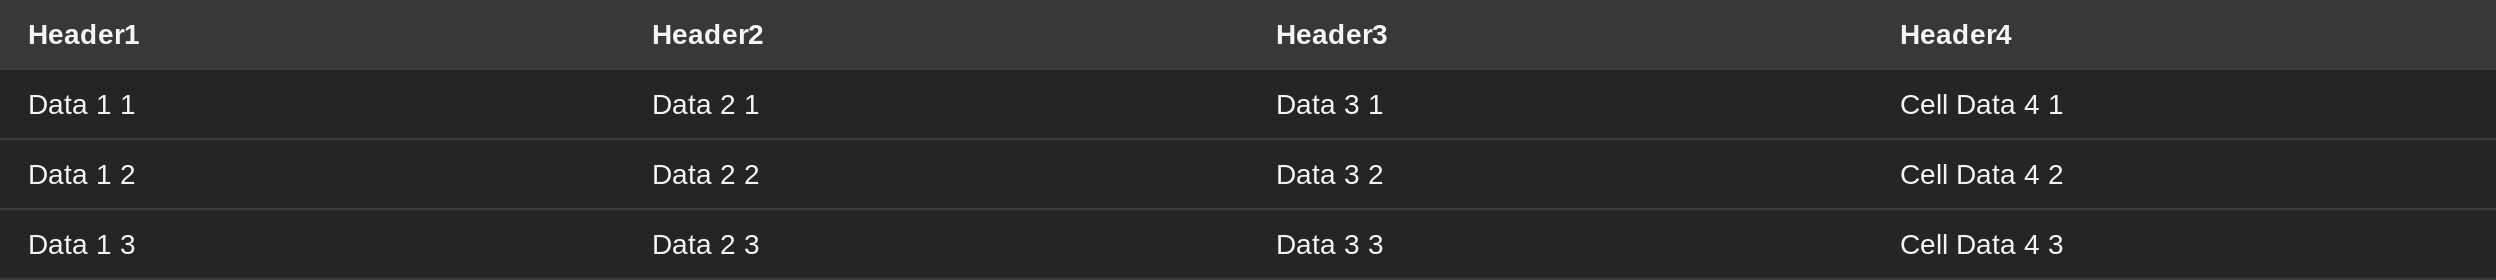 Header1 Header2 Header3 Header4
Data 1 1 Data 2 1 Data 3 1 Cell Data 4 1
Data 1 2 Data 2 2 Data 3 2 Cell Data 4 2
Data 1 3 Data 2 3 Data 3 3 Cell Data 4 3